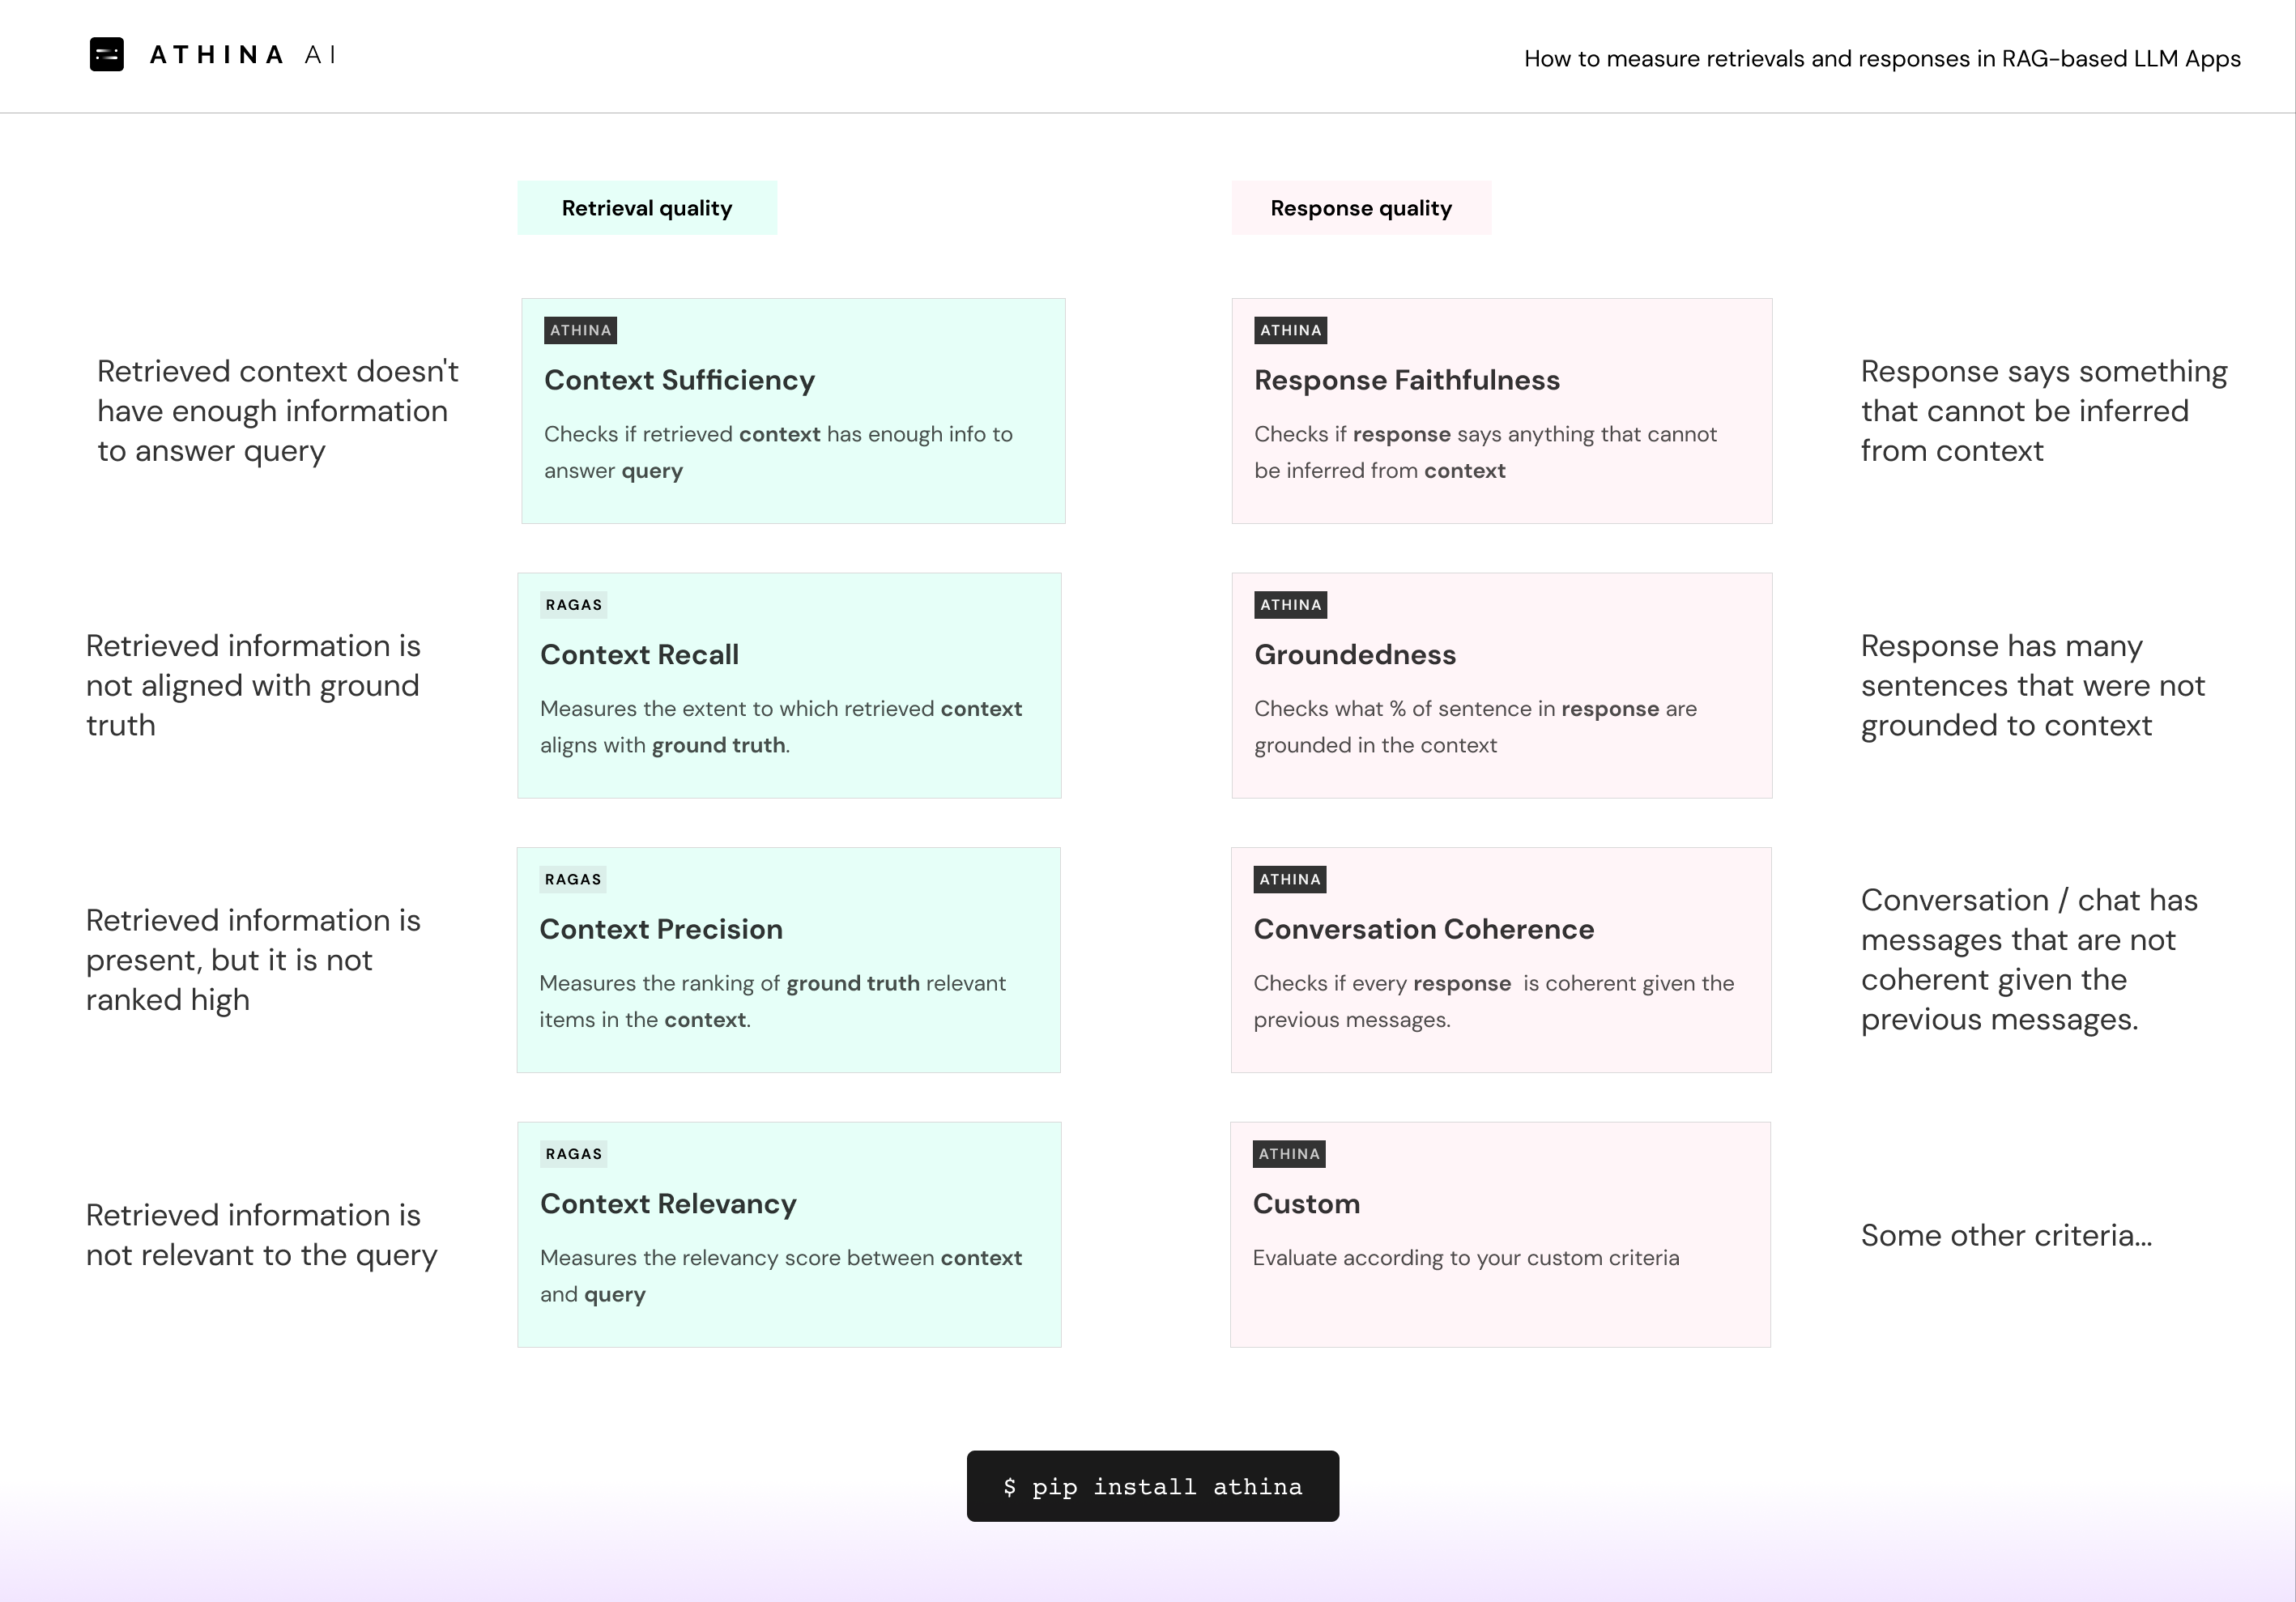 ATHINA AI
How to measure retrievals and responses in RAG-based LLM Apps
Retrieval quality
Response quality
Retrieved context doesn't
have enough information
to answer query
ATHINA
Context Sufficiency
Checks if retrieved context has enough info to
answer query
ATHINA
Response Faithfulness
Checks if response says anything that cannot
be inferred from context
Response says something
that cannot be inferred
from context
Retrieved information is
not aligned with ground
truth
RAGAS
Context Recall
Measures the extent to which retrieved context
aligns with ground truth.
ATHINA
Groundedness
Checks what % of sentence in response are
grounded in the context
Response has many
sentences that were not
grounded to context
Retrieved information is
present, but it is not
ranked high
RAGAS
Context Precision
Measures the ranking of ground truth relevant
items in the context.
ATHINA
Conversation Coherence
Checks if every response is coherent given the
previous messages.
Conversation / chat has
messages that are not
coherent given the
previous messages.
Retrieved information is
not relevant to the query
RAGAS
Context Relevancy
Measures the relevancy score between context
and query
ATHINA
Custom
Evaluate according to your custom criteria
Some other criteria...
$ pip install athina